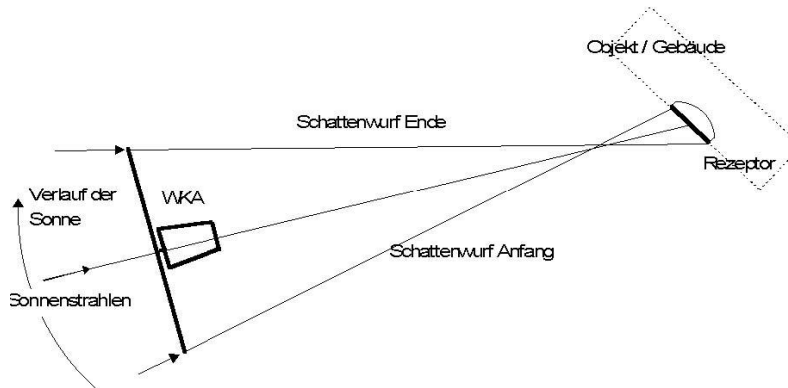 Objekt / Gebäude
Schattenwurf Ende
Rezeptor
Verlauf der
Sonne
WKA
Schattenwurf Anfang
Sonnenstrahlen